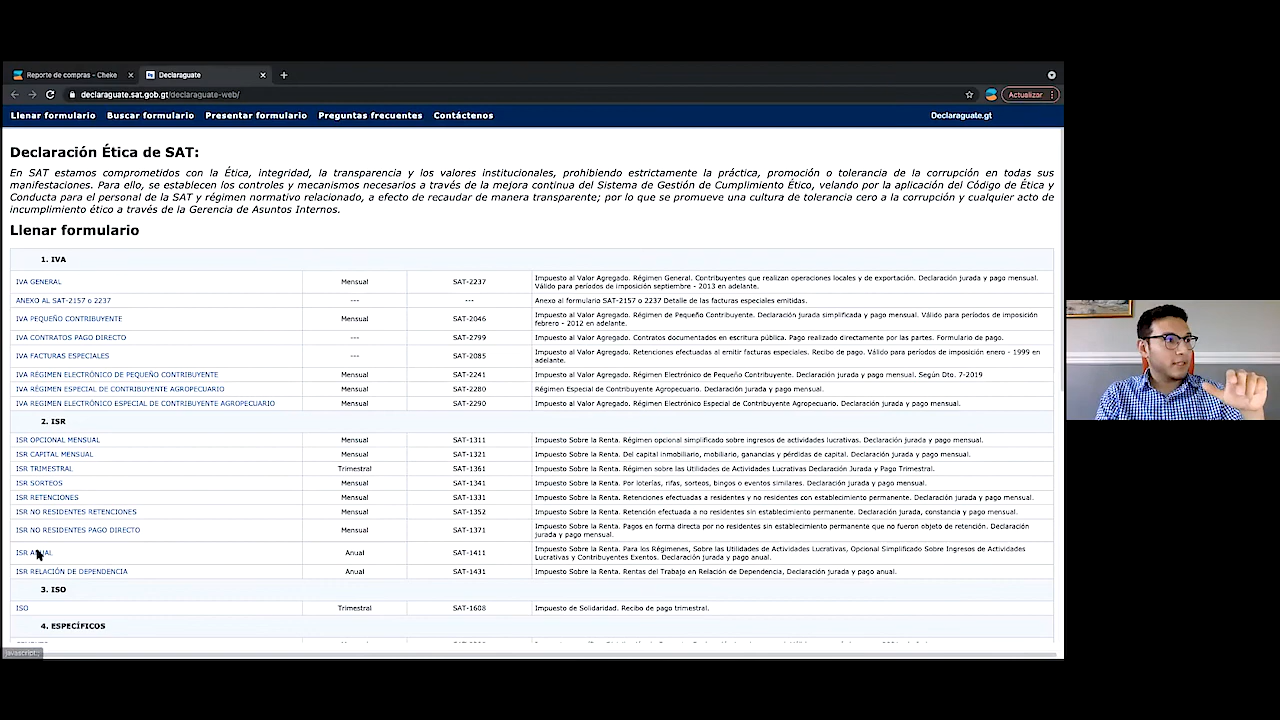 Reporte de compras - Cheke
Declaraguate
declaraguate.sat.gob.gt/declaraguate-web/
Actualizar
Llenar formulario Buscar formulario Presentar formulario Preguntas frecuentes Contáctenos Declaraguate.gt
Declaración Ética de SAT:
En SAT estamos comprometidos con la Ética, integridad, la transparencia y los valores institucionales, prohibiendo estrictamente la práctica, promoción o tolerancia de la corrupción en todas sus
manifestaciones. Para ello, se establecen los controles y mecanismos necesarios a través de la mejora continua del Sistema de Gestión de Cumplimiento Ético, velando por la aplicación del Código de Ética y
Conducta para el personal de la SAT y régimen normativo relacionado, a efecto de recaudar de manera transparente; por lo que se promueve una cultura de tolerancia cero a la corrupción y cualquier acto de
incumplimiento ético a través de la Gerencia de Asuntos Internos.
Llenar formulario
1. IVA
IVA GENERAL Mensual SAT-2237 Impuesto al Valor Agregado. Régimen General. Contribuyentes que realizan operaciones locales y de exportación. Declaración jurada y pago mensual.
Válido para períodos de imposición septiembre - 2013 en adelante.
ANEXO AL SAT-2157 o 2237 --- --- Anexo al formulario SAT-2157 o 2237 Detalle de las facturas especiales emitidas.
IVA PEQUEÑO CONTRIBUYENTE Mensual SAT-2046 Impuesto al Valor Agregado. Régimen de Pequeño Contribuyente. Declaración jurada simplificada y pago mensual. Válido para períodos de imposición
febrero - 2012 en adelante.
IVA CONTRATOS PAGO DIRECTO --- SAT-2799 Impuesto al Valor Agregado. Contratos documentados en escritura pública. Pago realizado directamente por las partes. Formulario de pago.
IVA FACTURAS ESPECIALES --- SAT-2085 Impuesto al Valor Agregado. Retenciones efectuadas al emitir facturas especiales. Recibo de pago. Válido para períodos de imposición enero - 1999 en
adelante.
IVA RÉGIMEN ELECTRÓNICO DE PEQUEÑO CONTRIBUYENTE Mensual SAT-2241 Impuesto al Valor Agregado. Régimen Electrónico de Pequeño Contribuyente. Declaración jurada y pago mensual. Según Dto. 7-2019
IVA RÉGIMEN ESPECIAL DE CONTRIBUYENTE AGROPECUARIO Mensual SAT-2280 Régimen Especial de Contribuyente Agropecuario. Declaración jurada y pago mensual.
IVA REGIMEN ELECTRÓNICO ESPECIAL DE CONTRIBUYENTE AGROPECUARIO Mensual SAT-2290 Impuesto al Valor Agregado. Régimen Electrónico Especial de Contribuyente Agropecuario. Declaración jurada y pago mensual.
2. ISR
ISR OPCIONAL MENSUAL Mensual SAT-1311 Impuesto Sobre la Renta. Régimen opcional simplificado sobre ingresos de actividades lucrativas. Declaración jurada y pago mensual.
ISR CAPITAL MENSUAL Mensual SAT-1321 Impuesto Sobre la Renta. Del capital inmobiliario, mobiliario, ganancias y pérdidas de capital. Declaración jurada y pago mensual.
ISR TRIMESTRAL Trimestral SAT-1361 Impuesto Sobre la Renta. Régimen sobre las Utilidades de Actividades Lucrativas Declaración Jurada y Pago Trimestral.
ISR SORTEOS Mensual SAT-1341 Impuesto Sobre la Renta. Por loterías, rifas, sorteos, bingos o eventos similares. Declaración jurada y pago mensual.
ISR RETENCIONES Mensual SAT-1331 Impuesto Sobre la Renta. Retenciones efectuadas a residentes y no residentes con establecimiento permanente. Declaración jurada y pago mensual.
ISR NO RESIDENTES RETENCIONES Mensual SAT-1352 Impuesto Sobre la Renta. Retención efectuada a no residentes sin establecimiento permanente. Declaración jurada, constancia y pago mensual.
ISR NO RESIDENTES PAGO DIRECTO Mensual SAT-1371 Impuesto Sobre la Renta. Pagos en forma directa por no residentes sin establecimiento permanente que no fueron objeto de retención. Declaración
jurada y pago mensual.
ISR ANUAL Anual SAT-1411 Impuesto Sobre la Renta. Para los Régimenes, Sobre las Utilidades de Actividades Lucrativas, Opcional Simplificado Sobre Ingresos de Actividades
Lucrativas y Contribuyentes Exentos. Declaración jurada y pago anual.
ISR RELACIÓN DE DEPENDENCIA Anual SAT-1431 Impuesto Sobre la Renta. Rentas del Trabajo en Relación de Dependencia, Declaración jurada y pago anual.
3. ISO
ISO Trimestral SAT-1608 Impuesto de Solidaridad. Recibo de pago trimestral.
4. ESPECÍFICOS
javascript:;